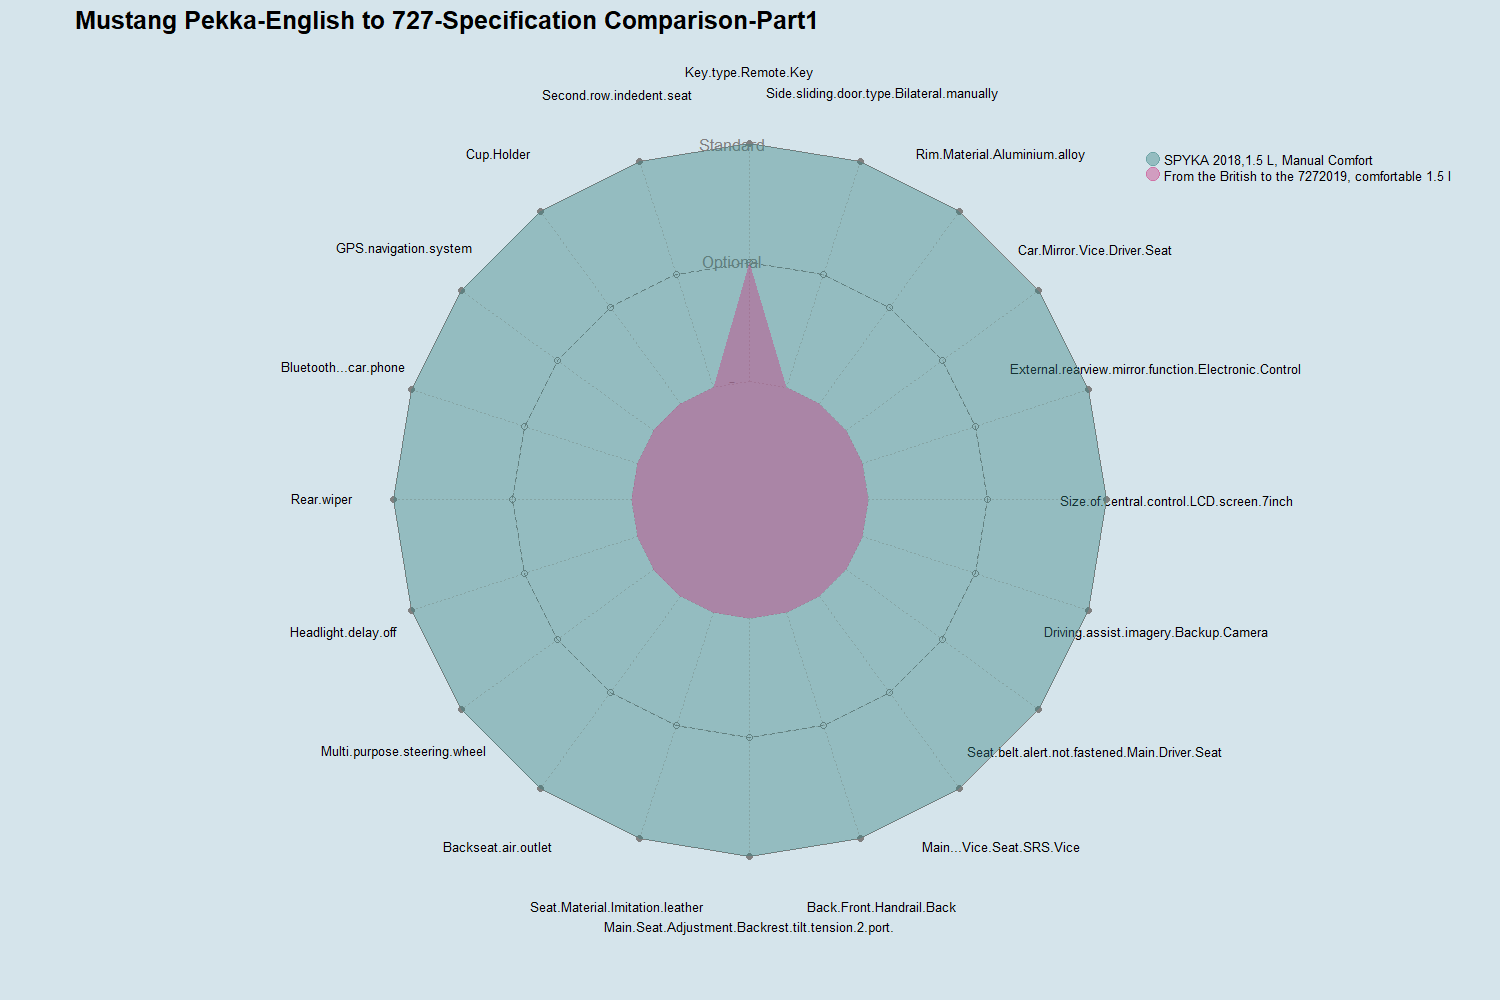 Mustang Pekka-English to 727-Specification Comparison-Part1
Key.type.Remote.Key
Second.row.indedent.seat
Side.sliding.door.type.Bilateral.manually
Standard
Cup.Holder
Rim.Material.Aluminium.alloy
SPYKA 2018,1.5 L, Manual Comfort
From the British to the 7272019, comfortable 1.5 l
GPS.navigation.system
Car.Mirror.Vice.Driver.Seat
Optional
Bluetooth...car.phone
External.rearview.mirror.function.Electronic.Control
-
Rear.wiper
Size.of.central.control.LCD.screen.7inch
Headlight.delay.off
Driving.assist.imagery.Backup.Camera
Multi.purpose.steering.wheel
Seat.belt.alert.not.fastened.Main.Driver.Seat
Backseat.air.outlet
Main...Vice.Seat.SRS.Vice
Seat.Material.Imitation.leather
Back.Front.Handrail.Back
Main.Seat.Adjustment.Backrest.tilt.tension.2.port.